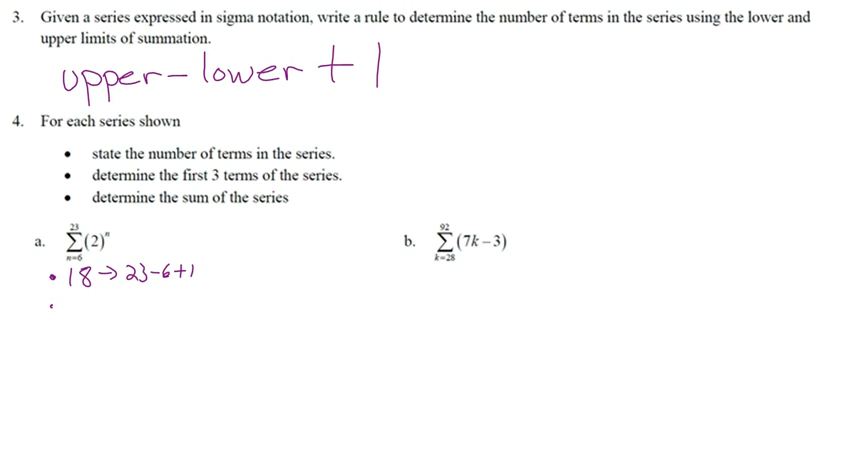 3. Given a series expressed in sigma notation, write a rule to determine the number of terms in the series using the lower and
upper limits of summation.
upper - lower + 1
4. For each series shown
• state the number of terms in the series.
• determine the first 3 terms of the series.
• determine the sum of the series
a. ∑_{n=6}^{23} (2)^n
b. ∑_{k=28}^{92} (7k – 3)
• 18 → 23-6+1